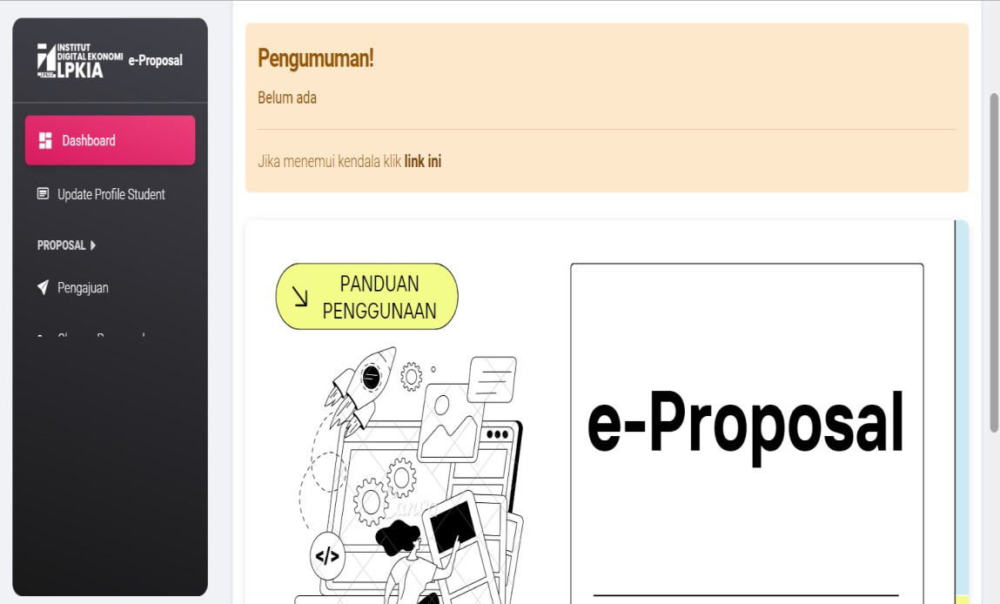 INSTITUT
DIGITAL EKONOMI
LPKIA
e-Proposal
Dashboard
Update Profile Student
PROPOSAL
Pengajuan
Pengumuman!
Belum ada
Jika menemui kendala klik link ini
PANDUAN
PENGGUNAAN
</>
e-Proposal